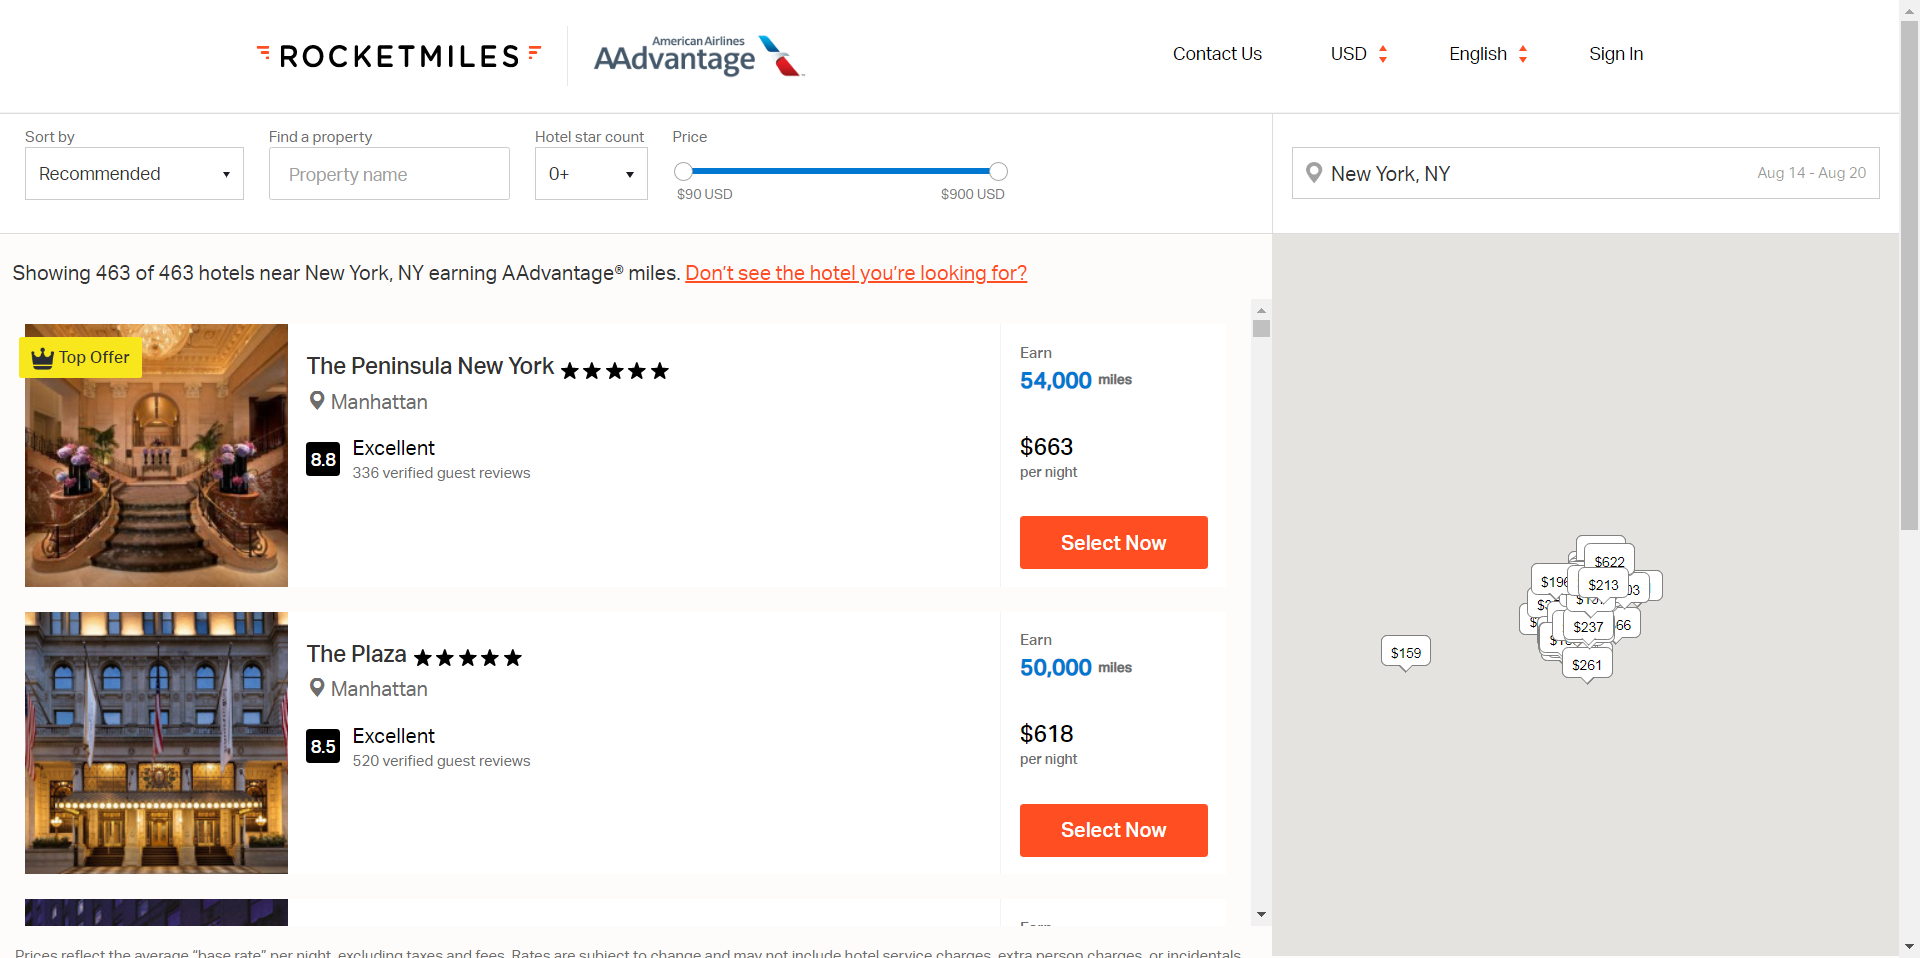 ROCKETMILES
American Airlines
AAdvantage
Contact Us
USD
English
Sign In
Sort by
Recommended
Find a property
Property name
Hotel star count
0+
Price
$90 USD
$900 USD
New York, NY
Aug 14 - Aug 20
Showing 463 of 463 hotels near New York, NY earning AAdvantage® miles. Don't see the hotel you're looking for?
Top Offer
The Peninsula New York
Manhattan
8.8
Excellent
336 verified guest reviews
Earn
54,000 miles
$663
per night
Select Now
The Plaza
Manhattan
8.5
Excellent
520 verified guest reviews
Earn
50,000 miles
$618
per night
Select Now
$622
$196
$213
$237
$159
$261
Prices reflect the average "base rate" per night, excluding taxes and fees. Rates are subject to change and may not include hotel service charges, extra person charges, or incidentals